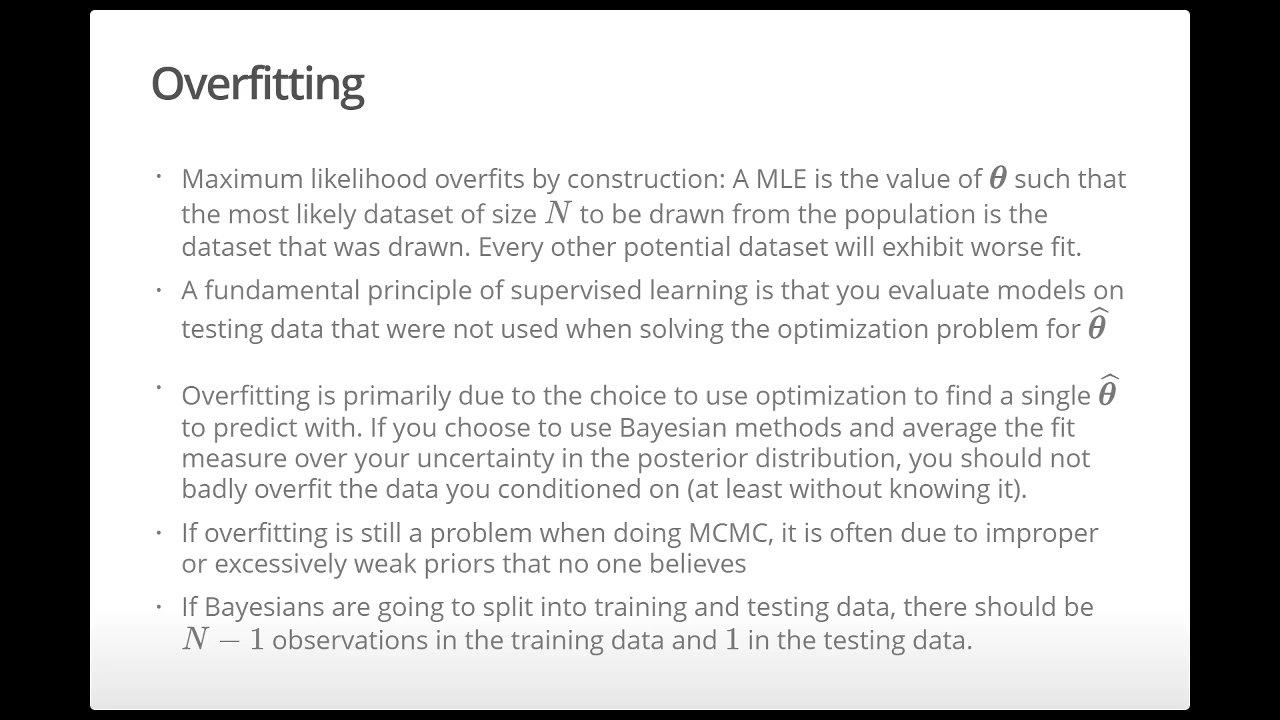 Overfitting
· Maximum likelihood overfits by construction: A MLE is the value of θ such that
the most likely dataset of size N to be drawn from the population is the
dataset that was drawn. Every other potential dataset will exhibit worse fit.
· A fundamental principle of supervised learning is that you evaluate models on
testing data that were not used when solving the optimization problem for θ̂
· Overfitting is primarily due to the choice to use optimization to find a single θ̂
to predict with. If you choose to use Bayesian methods and average the fit
measure over your uncertainty in the posterior distribution, you should not
badly overfit the data you conditioned on (at least without knowing it).
· If overfitting is still a problem when doing MCMC, it is often due to improper
or excessively weak priors that no one believes
· If Bayesians are going to split into training and testing data, there should be
N − 1 observations in the training data and 1 in the testing data.